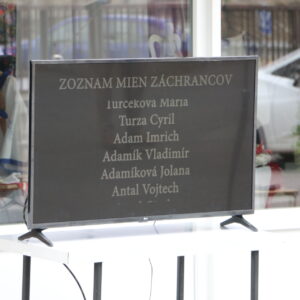 ZOZNAM MIEN ZÁCHRANCOV
Turčeková Mária
Turza Cyril
Adam Imrich
Adamík Vladimír
Adamíková Jolana
Antal Vojtech